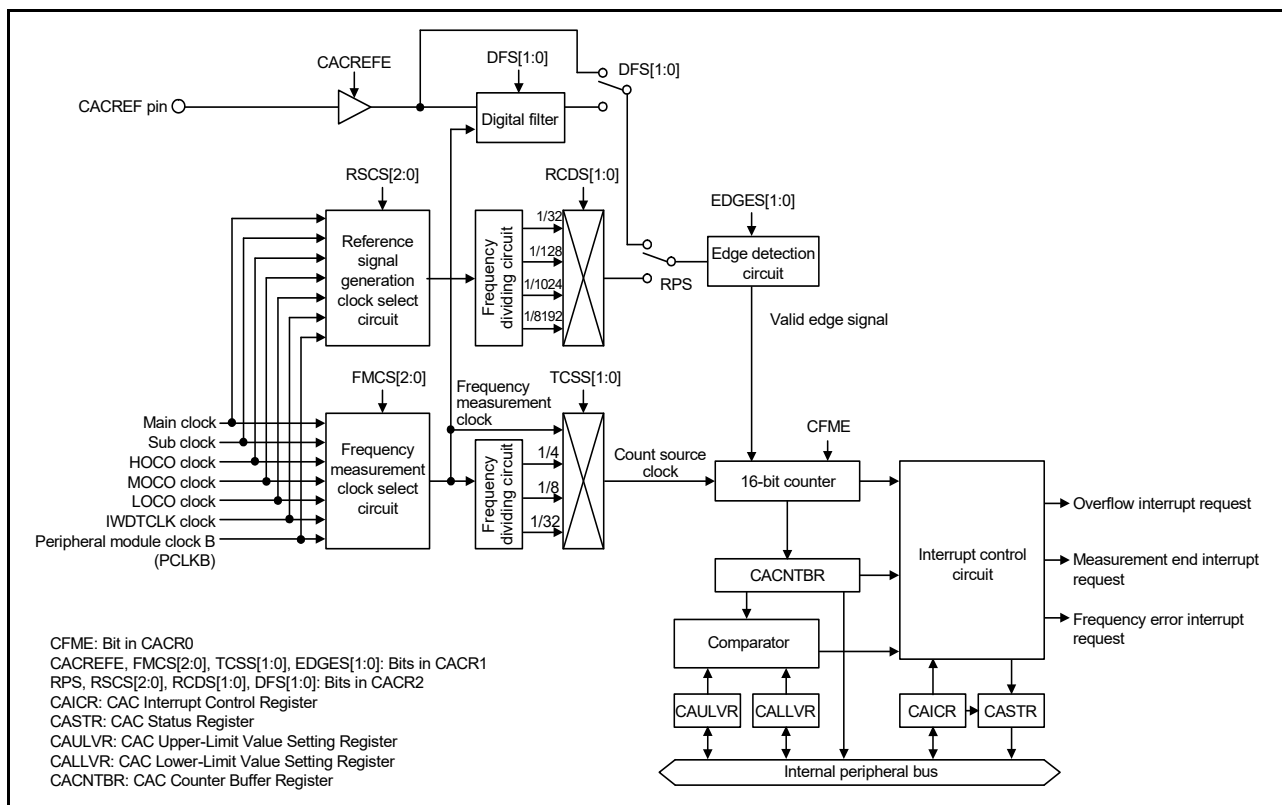 DFS[1:0]
DFS[1:0]
CACREFE
CACREF pin
Digital filter
RSCS[2:0]
RCDS[1:0]
EDGES[1:0]
Reference
signal
generation
clock select
circuit
Frequency
dividing circuit
1/32
1/128
1/1024
1/8192
RPS
Edge detection
circuit
Valid edge signal
FMCS[2:0]
Frequency
measurement
clock
TCSS[1:0]
Main clock
Sub clock
HOCO clock
MOCO clock
LOCO clock
IWDTCLK clock
Peripheral module clock B
(PCLKB)
Frequency
measurement
clock select
circuit
Frequency
dividing circuit
1/4
1/8
1/32
Count source
clock
CFME
16-bit counter
Interrupt control
circuit
Overflow interrupt request
Measurement end interrupt
request
Frequency error interrupt
request
CACNTBR
Comparator
CAULVR
CALLVR
CAICR
CASTR
Internal peripheral bus
CFME: Bit in CACR0
CACREFE, FMCS[2:0], TCSS[1:0], EDGES[1:0]: Bits in CACR1
RPS, RSCS[2:0], RCDS[1:0], DFS[1:0]: Bits in CACR2
CAICR: CAC Interrupt Control Register
CASTR: CAC Status Register
CAULVR: CAC Upper-Limit Value Setting Register
CALLVR: CAC Lower-Limit Value Setting Register
CACNTBR: CAC Counter Buffer Register